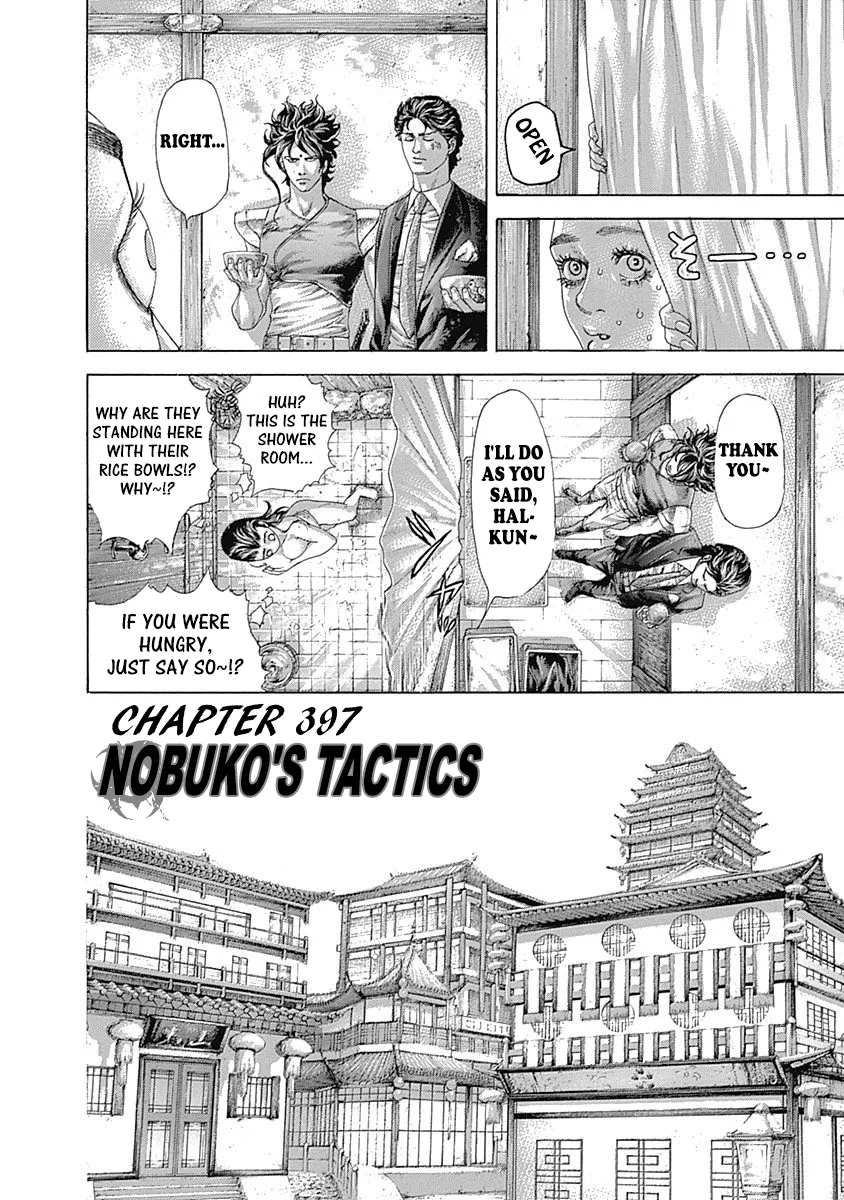 OPEN
ヌー…
RIGHT...
THANK
YOU~
I'LL DO
AS YOU
SAID,
HAL-
KUN~
HUH?
THIS IS THE
SHOWER
ROOM...
WHY ARE THEY
STANDING HERE
WITH THEIR
RICE BOWLS!?
WHY~!?
IF YOU WERE
HUNGRY,
JUST SAY SO~!?
CHAPTER 397
NOBUKO'S TACTICS